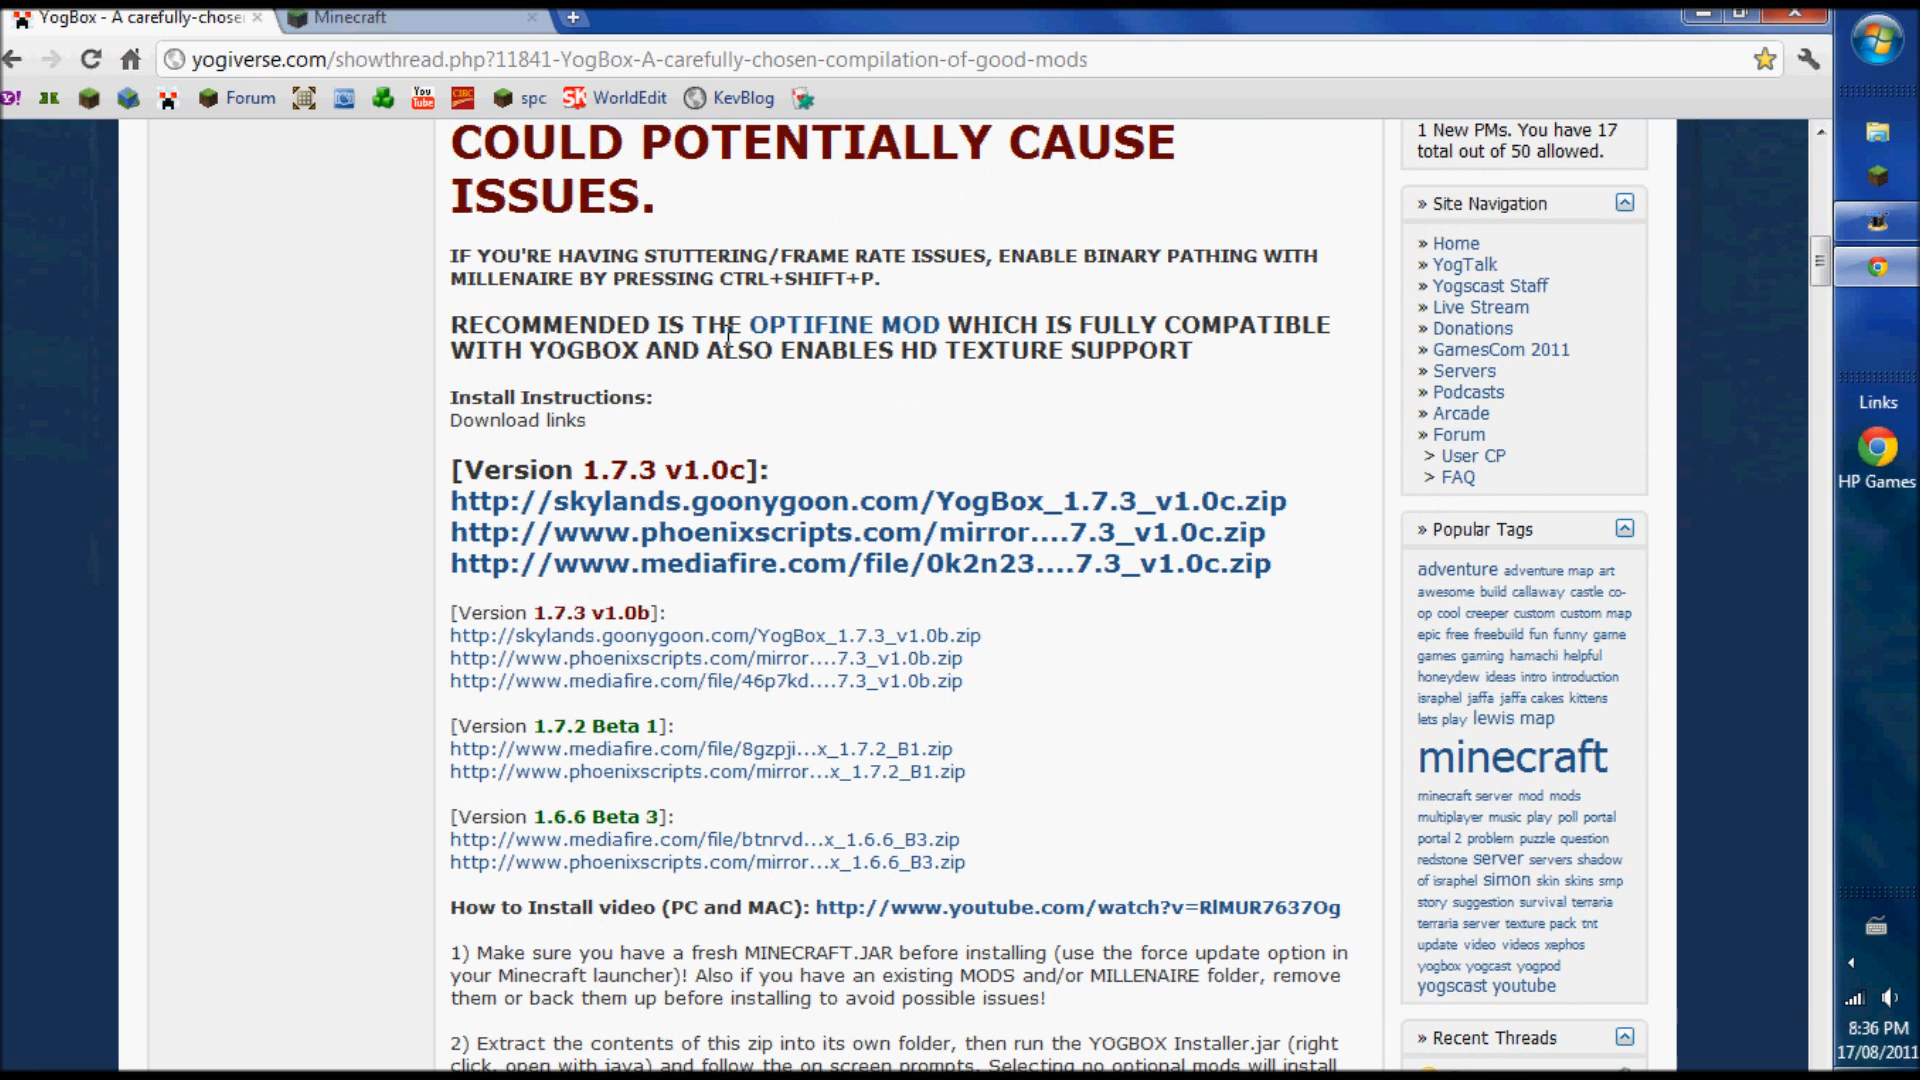 YogBox - A carefully-chose
Minecraft
yogiverse.com/showthread.php?11841-YogBox-A-carefully-chosen-compilation-of-good-mods
Forum
You Tube
CIBC
spc
SK WorldEdit
KevBlog
COULD POTENTIALLY CAUSE
ISSUES.
IF YOU'RE HAVING STUTTERING/FRAME RATE ISSUES, ENABLE BINARY PATHING WITH
MILLENAIRE BY PRESSING CTRL+SHIFT+P.
RECOMMENDED IS THE OPTIFINE MOD WHICH IS FULLY COMPATIBLE
WITH YOGBOX AND ALSO ENABLES HD TEXTURE SUPPORT
Install Instructions:
Download links
[Version 1.7.3 v1.0c]:
http://skylands.goonygoon.com/YogBox_1.7.3_v1.0c.zip
http://www.phoenixscripts.com/mirror....7.3_v1.0c.zip
http://www.mediafire.com/file/0k2n23....7.3_v1.0c.zip
[Version 1.7.3 v1.0b]:
http://skylands.goonygoon.com/YogBox_1.7.3_v1.0b.zip
http://www.phoenixscripts.com/mirror....7.3_v1.0b.zip
http://www.mediafire.com/file/46p7kd....7.3_v1.0b.zip
[Version 1.7.2 Beta 1]:
http://www.mediafire.com/file/8gzpji...x_1.7.2_B1.zip
http://www.phoenixscripts.com/mirror...x_1.7.2_B1.zip
[Version 1.6.6 Beta 3]:
http://www.mediafire.com/file/btnrvd...x_1.6.6_B3.zip
http://www.phoenixscripts.com/mirror...x_1.6.6_B3.zip
How to Install video (PC and MAC): http://www.youtube.com/watch?v=RlMUR7637Og
1) Make sure you have a fresh MINECRAFT.JAR before installing (use the force update option in
your Minecraft launcher)! Also if you have an existing MODS and/or MILLENAIRE folder, remove
them or back them up before installing to avoid possible issues!
2) Extract the contents of this zip into its own folder, then run the YOGBOX Installer.jar (right
click, open with java) and follow the on screen prompts. Selecting no optional mods will install
1 New PMs. You have 17
total out of 50 allowed.
» Site Navigation
» Home
» YogTalk
» Yogscast Staff
» Live Stream
» Donations
» GamesCom 2011
» Servers
» Podcasts
» Arcade
» Forum
> User CP
> FAQ
» Popular Tags
adventure adventure map art
awesome build callaway castle co-
op cool creeper custom custom map
epic free freebuild fun funny game
games gaming hamachi helpful
honeydew ideas intro introduction
israphel jaffa jaffa cakes kittens
lets play lewis map
minecraft
minecraft server mod mods
multiplayer music play poll portal
portal 2 problem puzzle question
redstone server servers shadow
of israphel simon skin skins smp
story suggestion survival terraria
terraria server texture pack tnt
update video videos xephos
yogbox yogcast yogpod
yogscast youtube
» Recent Threads
Links
HP Games
8:36 PM
17/08/2011